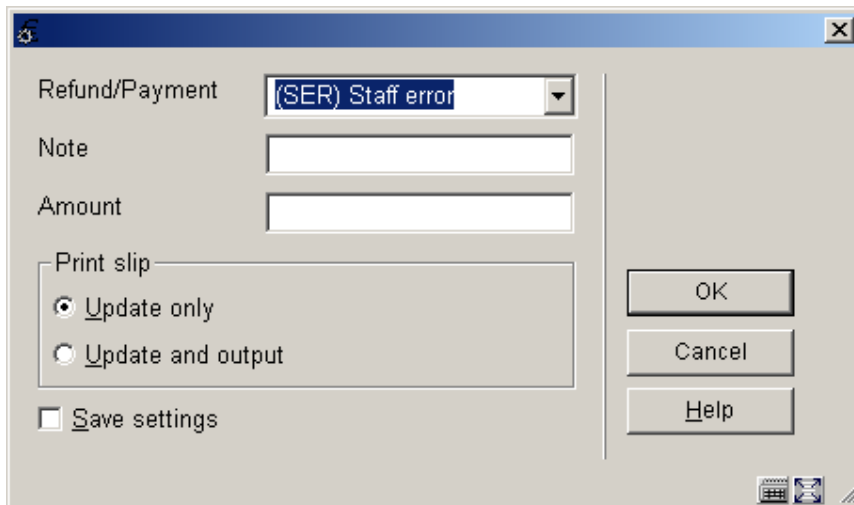 Refund/Payment
(SER) Staff error
Note
Amount
Print slip
Update only
Update and output
Save settings
OK
Cancel
Help